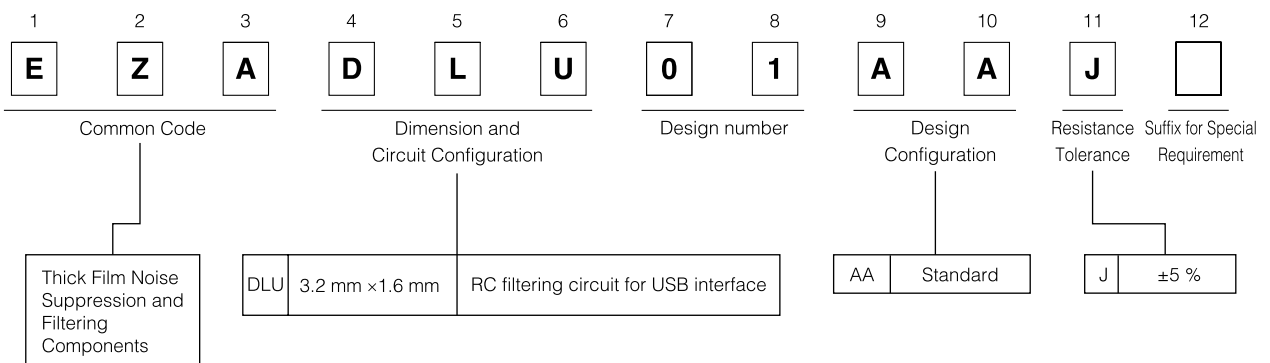 1 2 3 4 5 6 7 8 9 10 11 12
E Z A D L U 0 1 A A J
Common Code
Dimension and
Circuit Configuration
Design number
Design
Configuration
Resistance
Tolerance
Suffix for Special
Requirement
Thick Film Noise
Suppression and
Filtering
Components
DLU 3.2 mm ×1.6 mm RC filtering circuit for USB interface
AA Standard
J ±5 %